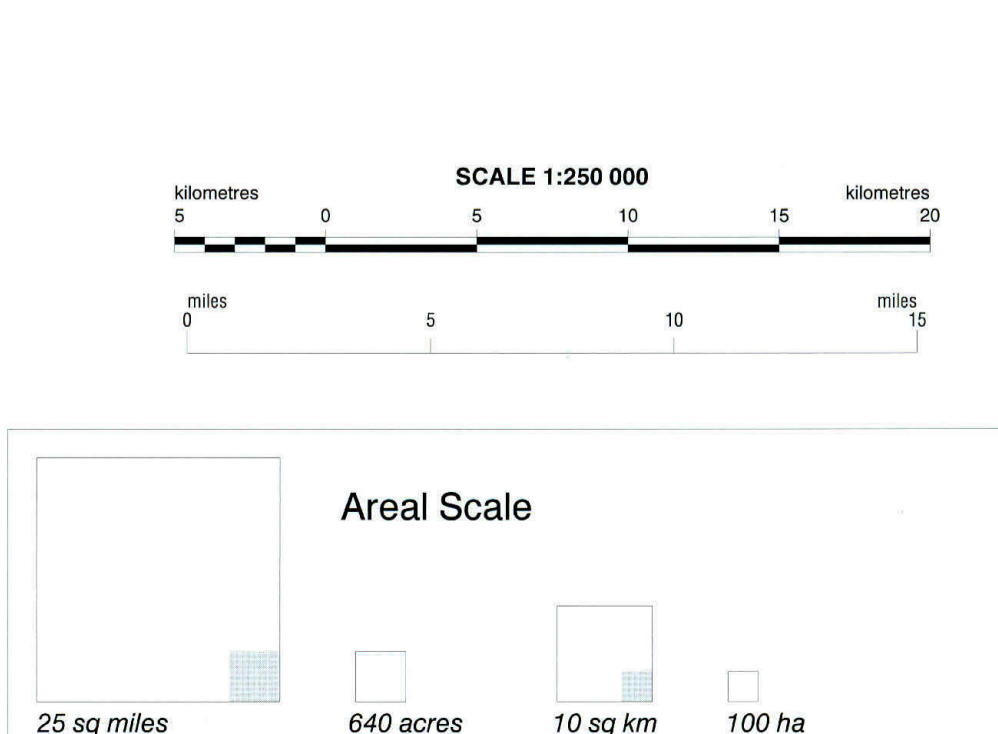 SCALE 1:250 000
kilometres kilometres
5 0 5 10 15 20
miles miles
0 5 10 15
Areal Scale
25 sq miles 640 acres 10 sq km 100 ha